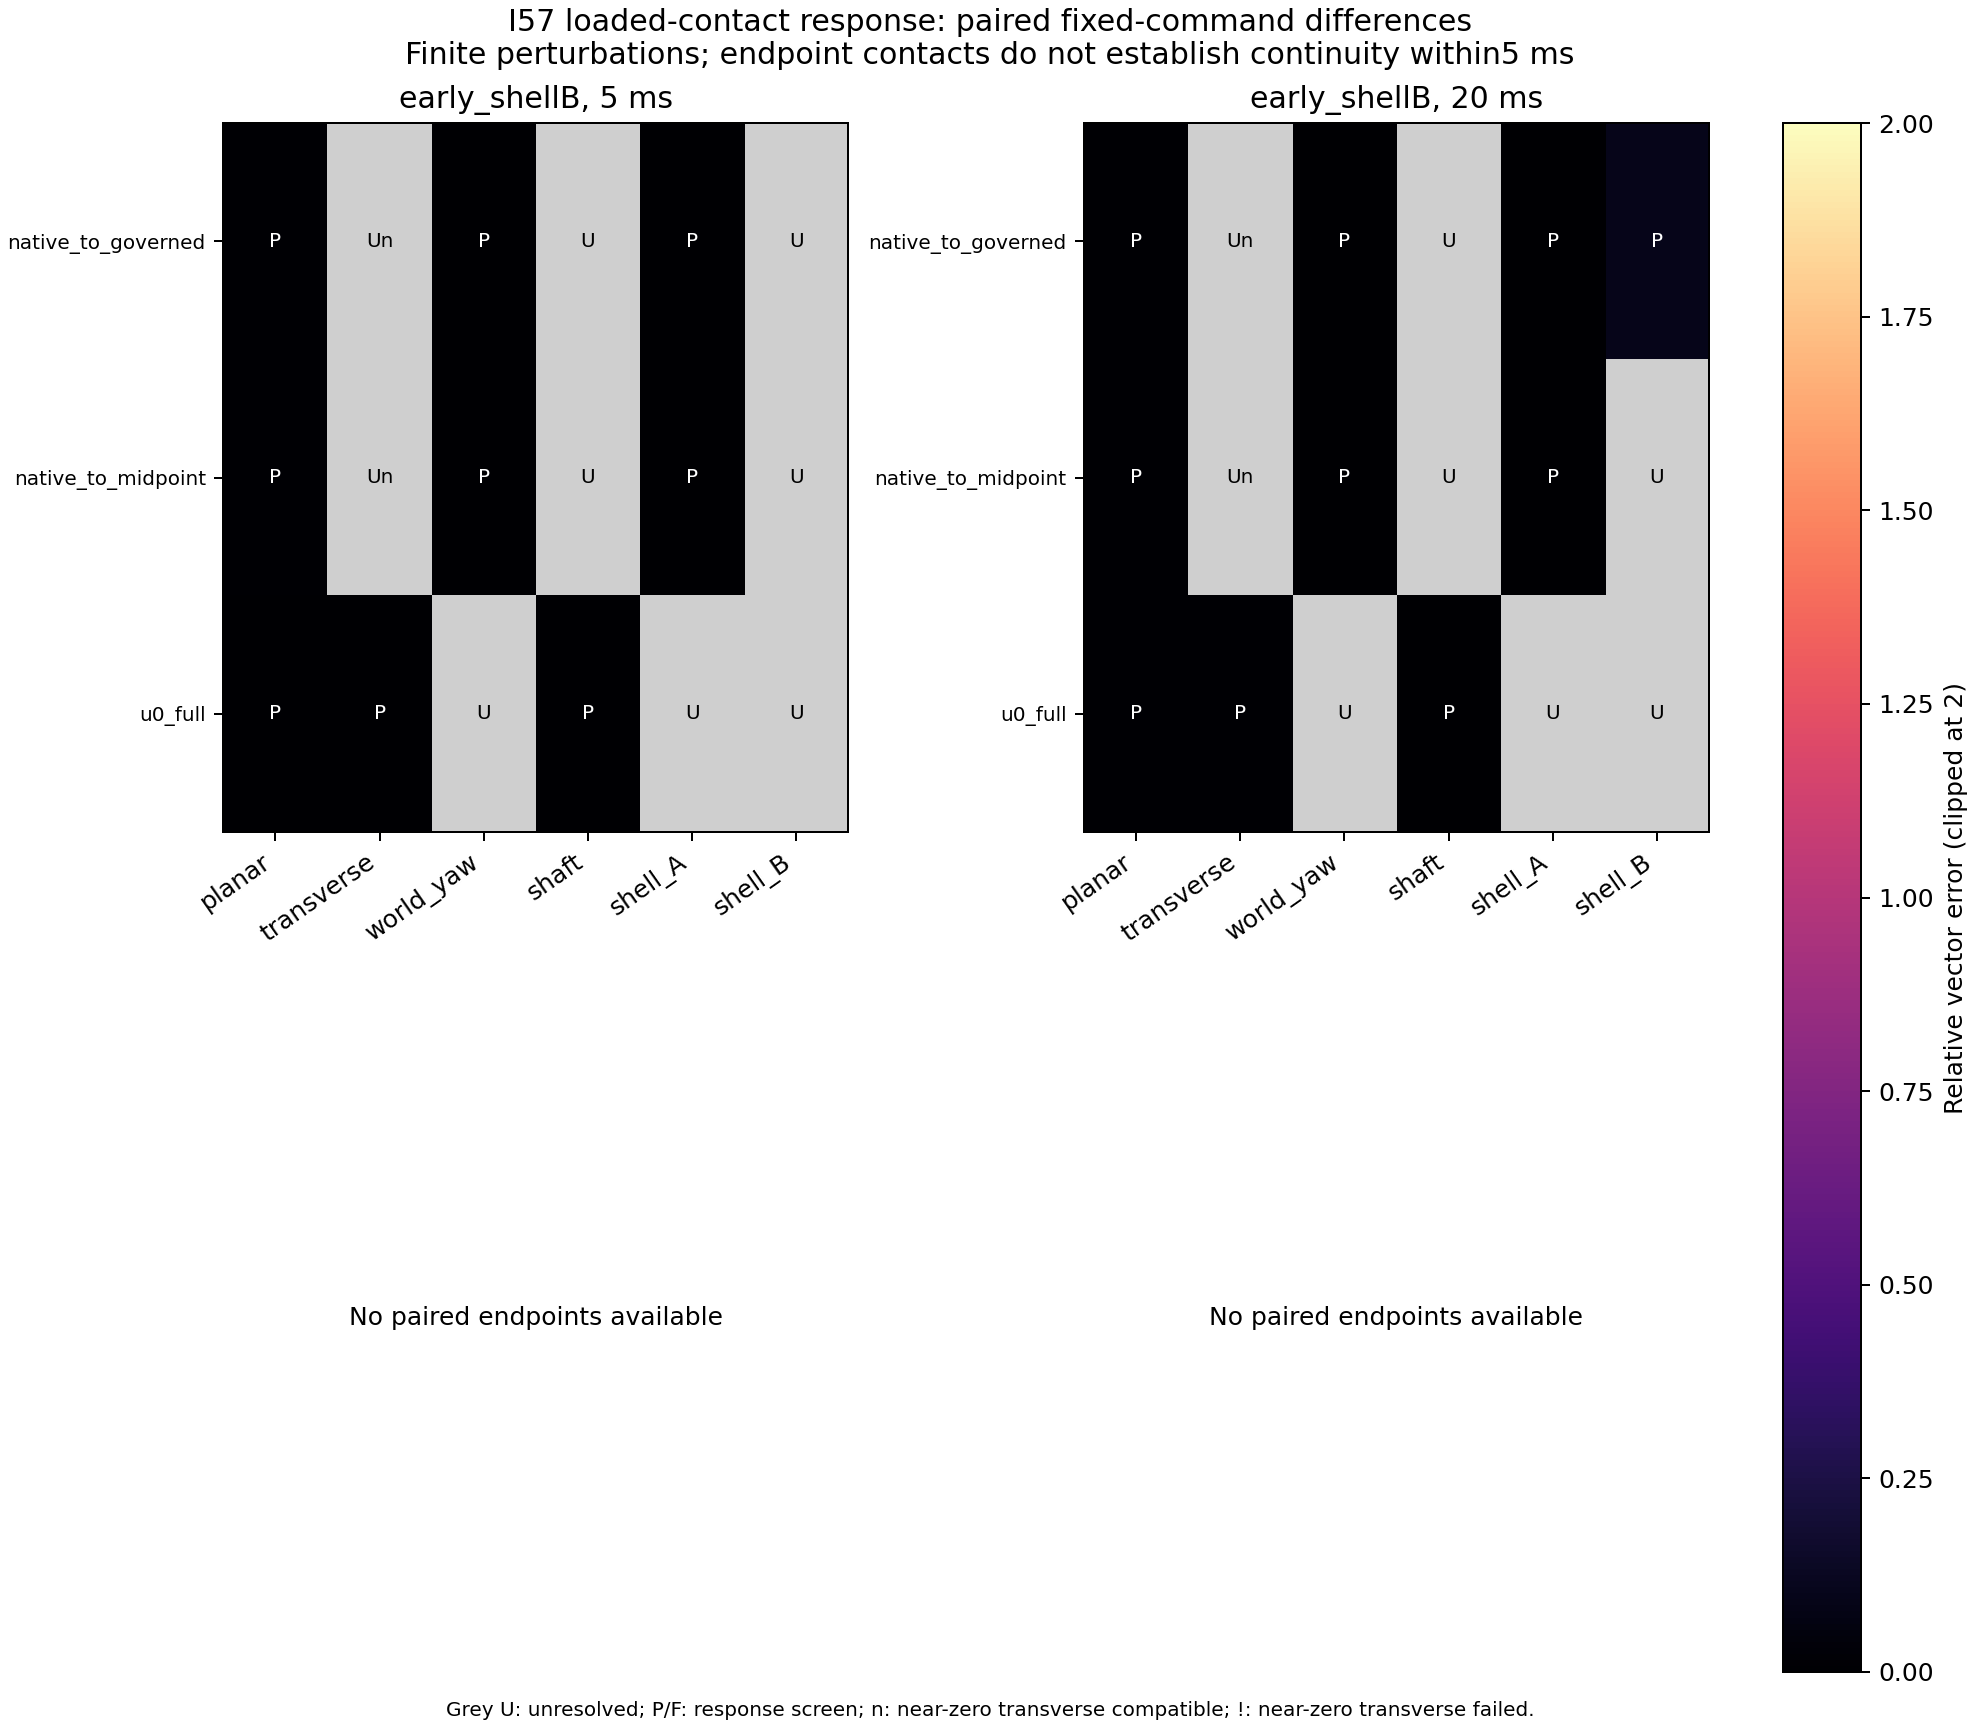 I57 loaded-contact response: paired fixed-command differences
Finite perturbations; endpoint contacts do not establish continuity within5 ms
early_shellB, 5 ms
native_to_governed
P Un P U P U
native_to_midpoint
P Un P U P U
u0_full
P P U P U U
planar
transverse
world_yaw
shaft
shell_A
shell_B
early_shellB, 20 ms
native_to_governed
P Un P U P P
native_to_midpoint
P Un P U P U
u0_full
P P U P U U
planar
transverse
world_yaw
shaft
shell_A
shell_B
2.00
1.75
1.50
1.25
1.00
0.75
0.50
0.25
0.00
Relative vector error (clipped at 2)
No paired endpoints available
No paired endpoints available
Grey U: unresolved; P/F: response screen; n: near-zero transverse compatible; !: near-zero transverse failed.